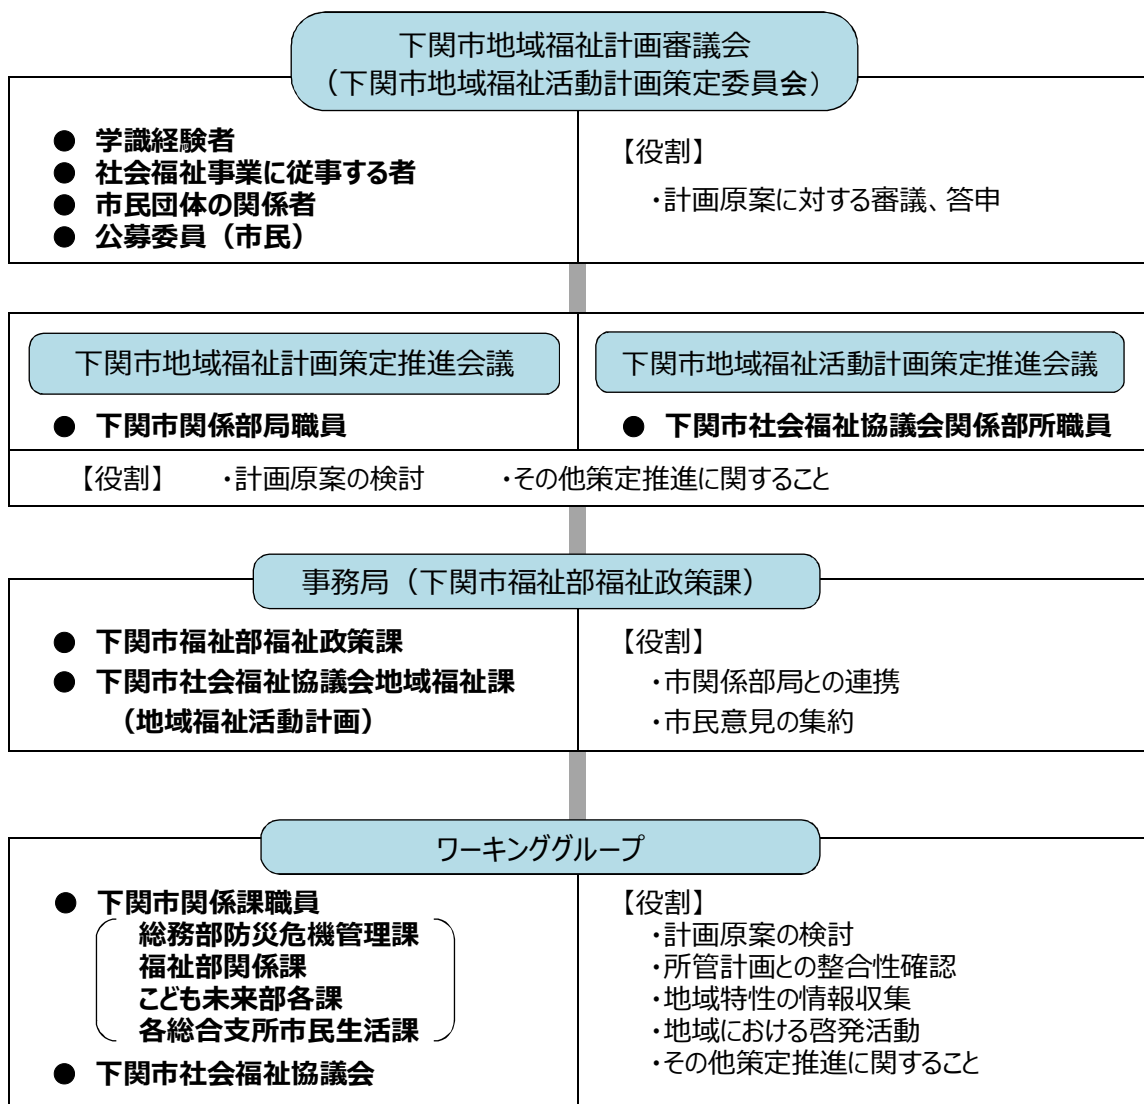 下関市地域福祉計画審議会
（下関市地域福祉活動計画策定委員会）
● 学識経験者
● 社会福祉事業に従事する者
● 市民団体の関係者
● 公募委員（市民）
【役割】
・計画原案に対する審議、答申
下関市地域福祉計画策定推進会議
● 下関市関係部局職員
下関市地域福祉活動計画策定推進会議
● 下関市社会福祉協議会関係部所職員
【役割】 ・計画原案の検討 ・その他策定推進に関すること
事務局（下関市福祉部福祉政策課）
● 下関市福祉部福祉政策課
● 下関市社会福祉協議会地域福祉課
（地域福祉活動計画）
【役割】
・市関係部局との連携
・市民意見の集約
ワーキンググループ
● 下関市関係課職員
総務部防災危機管理課
福祉部関係課
こども未来部各課
各総合支所市民生活課
● 下関市社会福祉協議会
【役割】
・計画原案の検討
・所管計画との整合性確認
・地域特性の情報収集
・地域における啓発活動
・その他策定推進に関すること